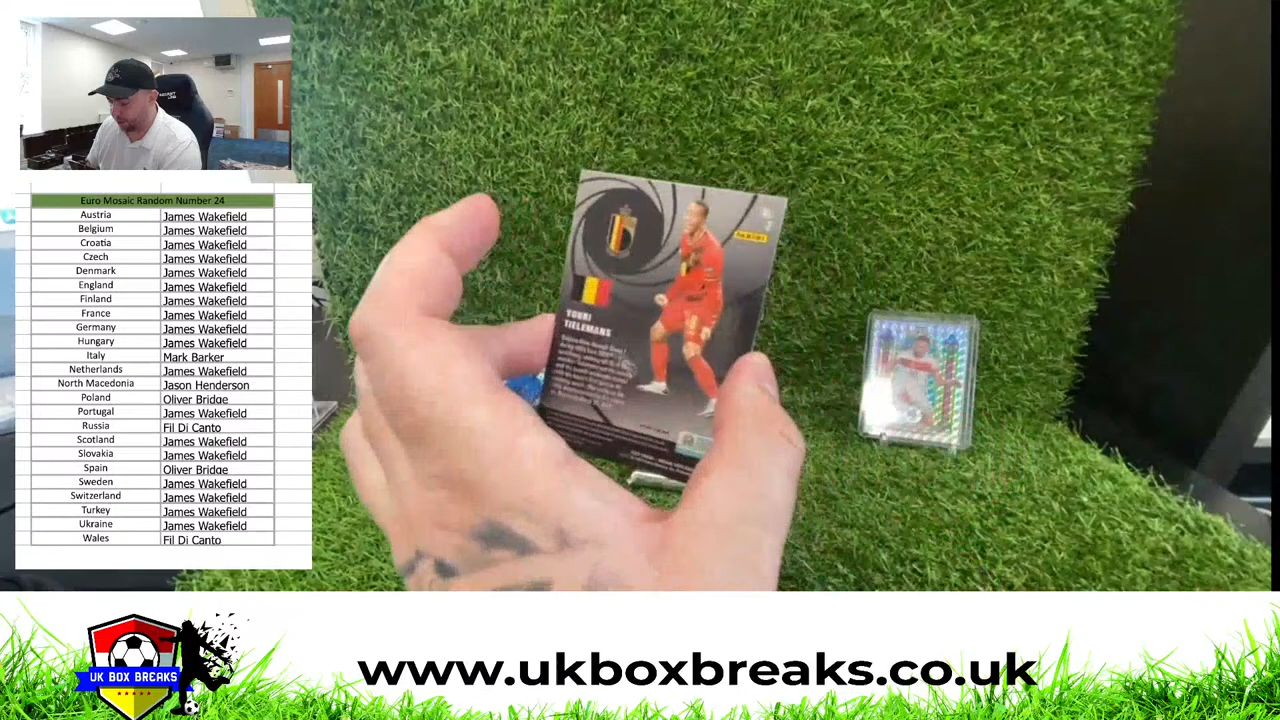 Euro Mosaic Random Number 24
Austria James Wakefield
Belgium James Wakefield
Croatia James Wakefield
Czech James Wakefield
Denmark James Wakefield
England James Wakefield
Finland James Wakefield
France James Wakefield
Germany James Wakefield
Hungary James Wakefield
Italy Mark Barker
Netherlands James Wakefield
North Macedonia Jason Henderson
Poland Oliver Bridge
Portugal James Wakefield
Russia Fil Di Canto
Scotland James Wakefield
Slovakia James Wakefield
Spain Oliver Bridge
Sweden James Wakefield
Switzerland James Wakefield
Turkey James Wakefield
Ukraine James Wakefield
Wales Fil Di Canto
YOURI
TIELEMANS
UK BOX BREAKS
www.ukboxbreaks.co.uk